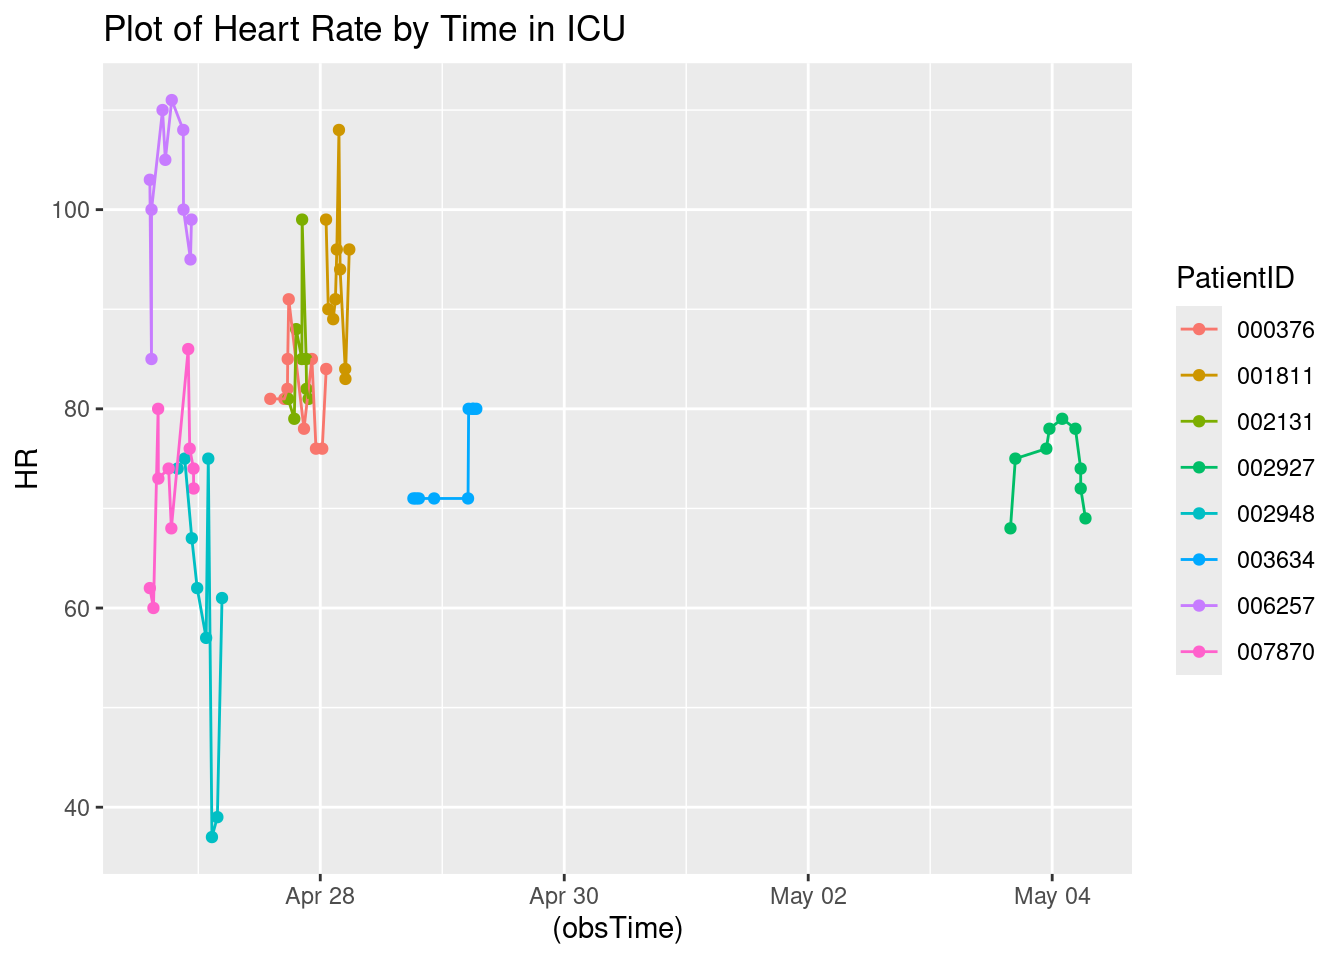 Plot of Heart Rate by Time in ICU
HR
100
80
60
40
Apr 28
Apr 30
May 02
May 04
(obsTime)
PatientID
000376
001811
002131
002927
002948
003634
006257
007870